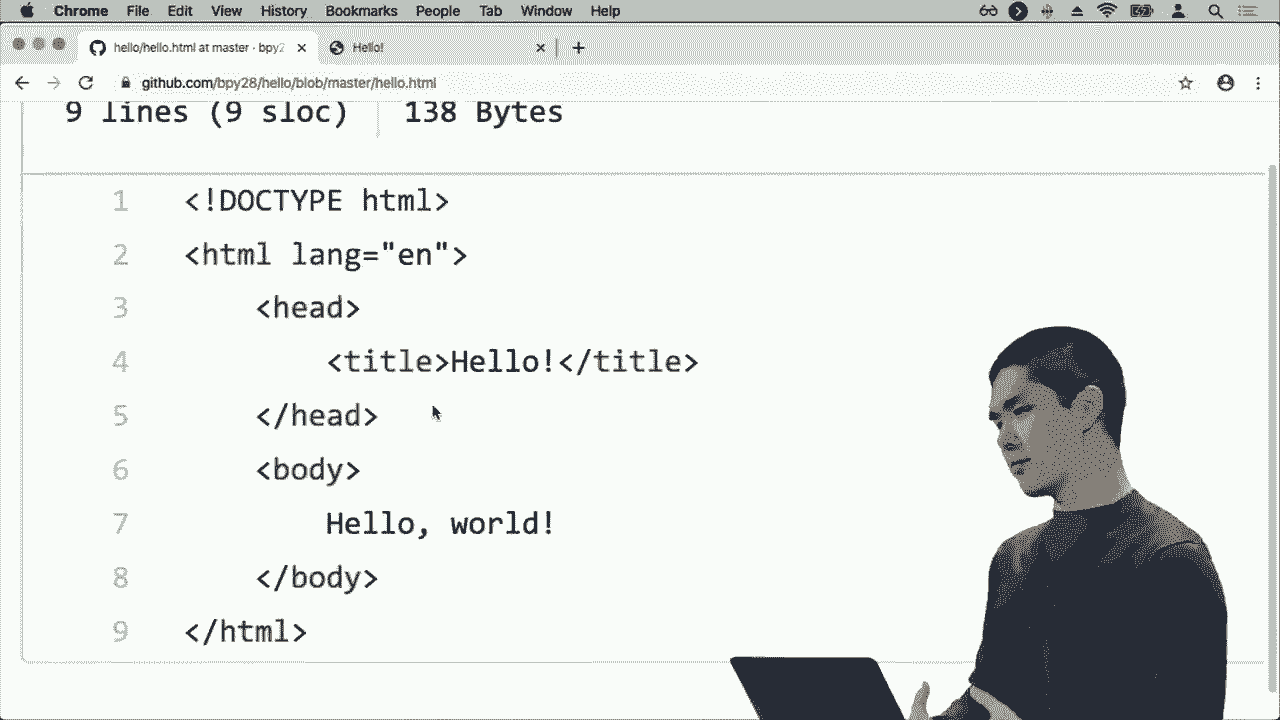 Chrome File Edit View History Bookmarks People Tab Window Help
hello/hello.html at master · bpy2
Hello!
github.com/bpy28/hello/blob/master/hello.html
9 lines (9 sloc) 138 Bytes
1 <!DOCTYPE html>
2 <html lang="en">
3 <head>
4 <title>Hello!</title>
5 </head>
6 <body>
7 Hello, world!
8 </body>
9 </html>